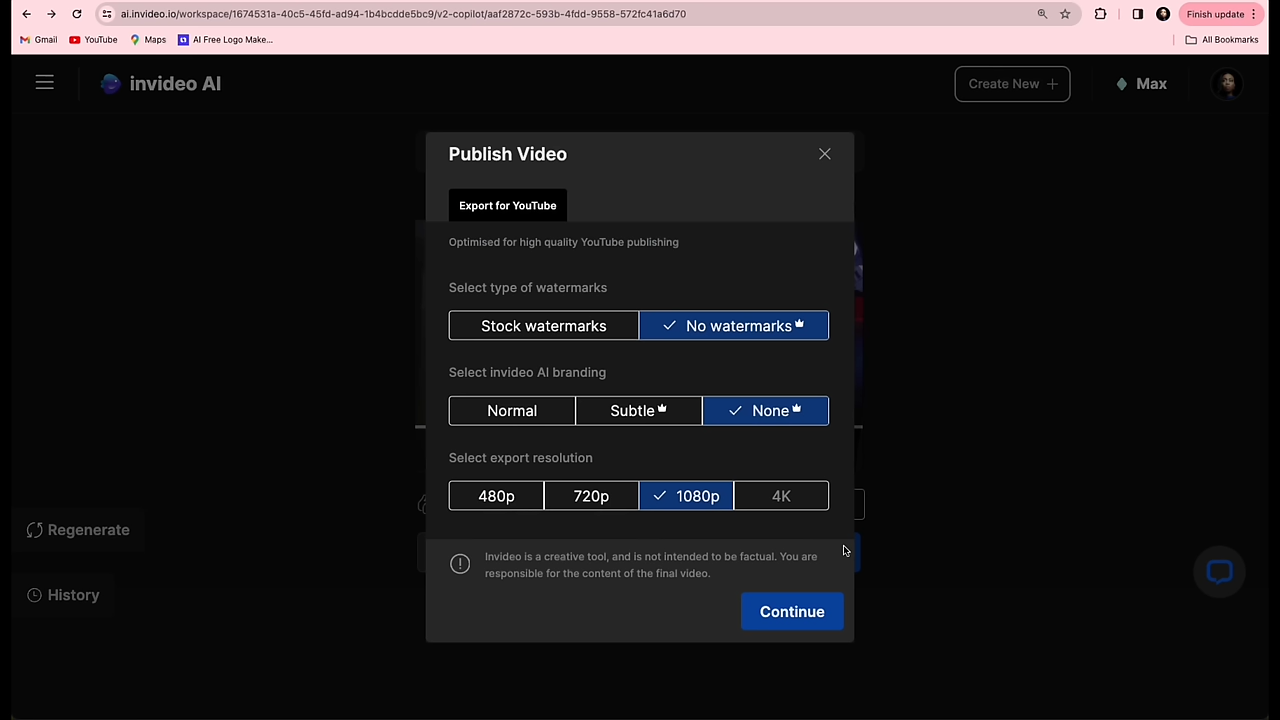 ai.invideo.io/workspace/1674531a-40c5-45fd-ad94-1b4bcdde5bc9/v2-copilot/aaf2872c-593b-4fdd-9558-572fc41a6d70
Finish update
Gmail
YouTube
Maps
AI Free Logo Make...
All Bookmarks
invideo AI
Create New
Max
Publish Video
Export for YouTube
Optimised for high quality YouTube publishing
Select type of watermarks
Stock watermarks
No watermarks
Select invideo AI branding
Normal
Subtle
None
Select export resolution
480p
720p
1080p
4K
Regenerate
Invideo is a creative tool, and is not intended to be factual. You are
responsible for the content of the final video.
History
Continue